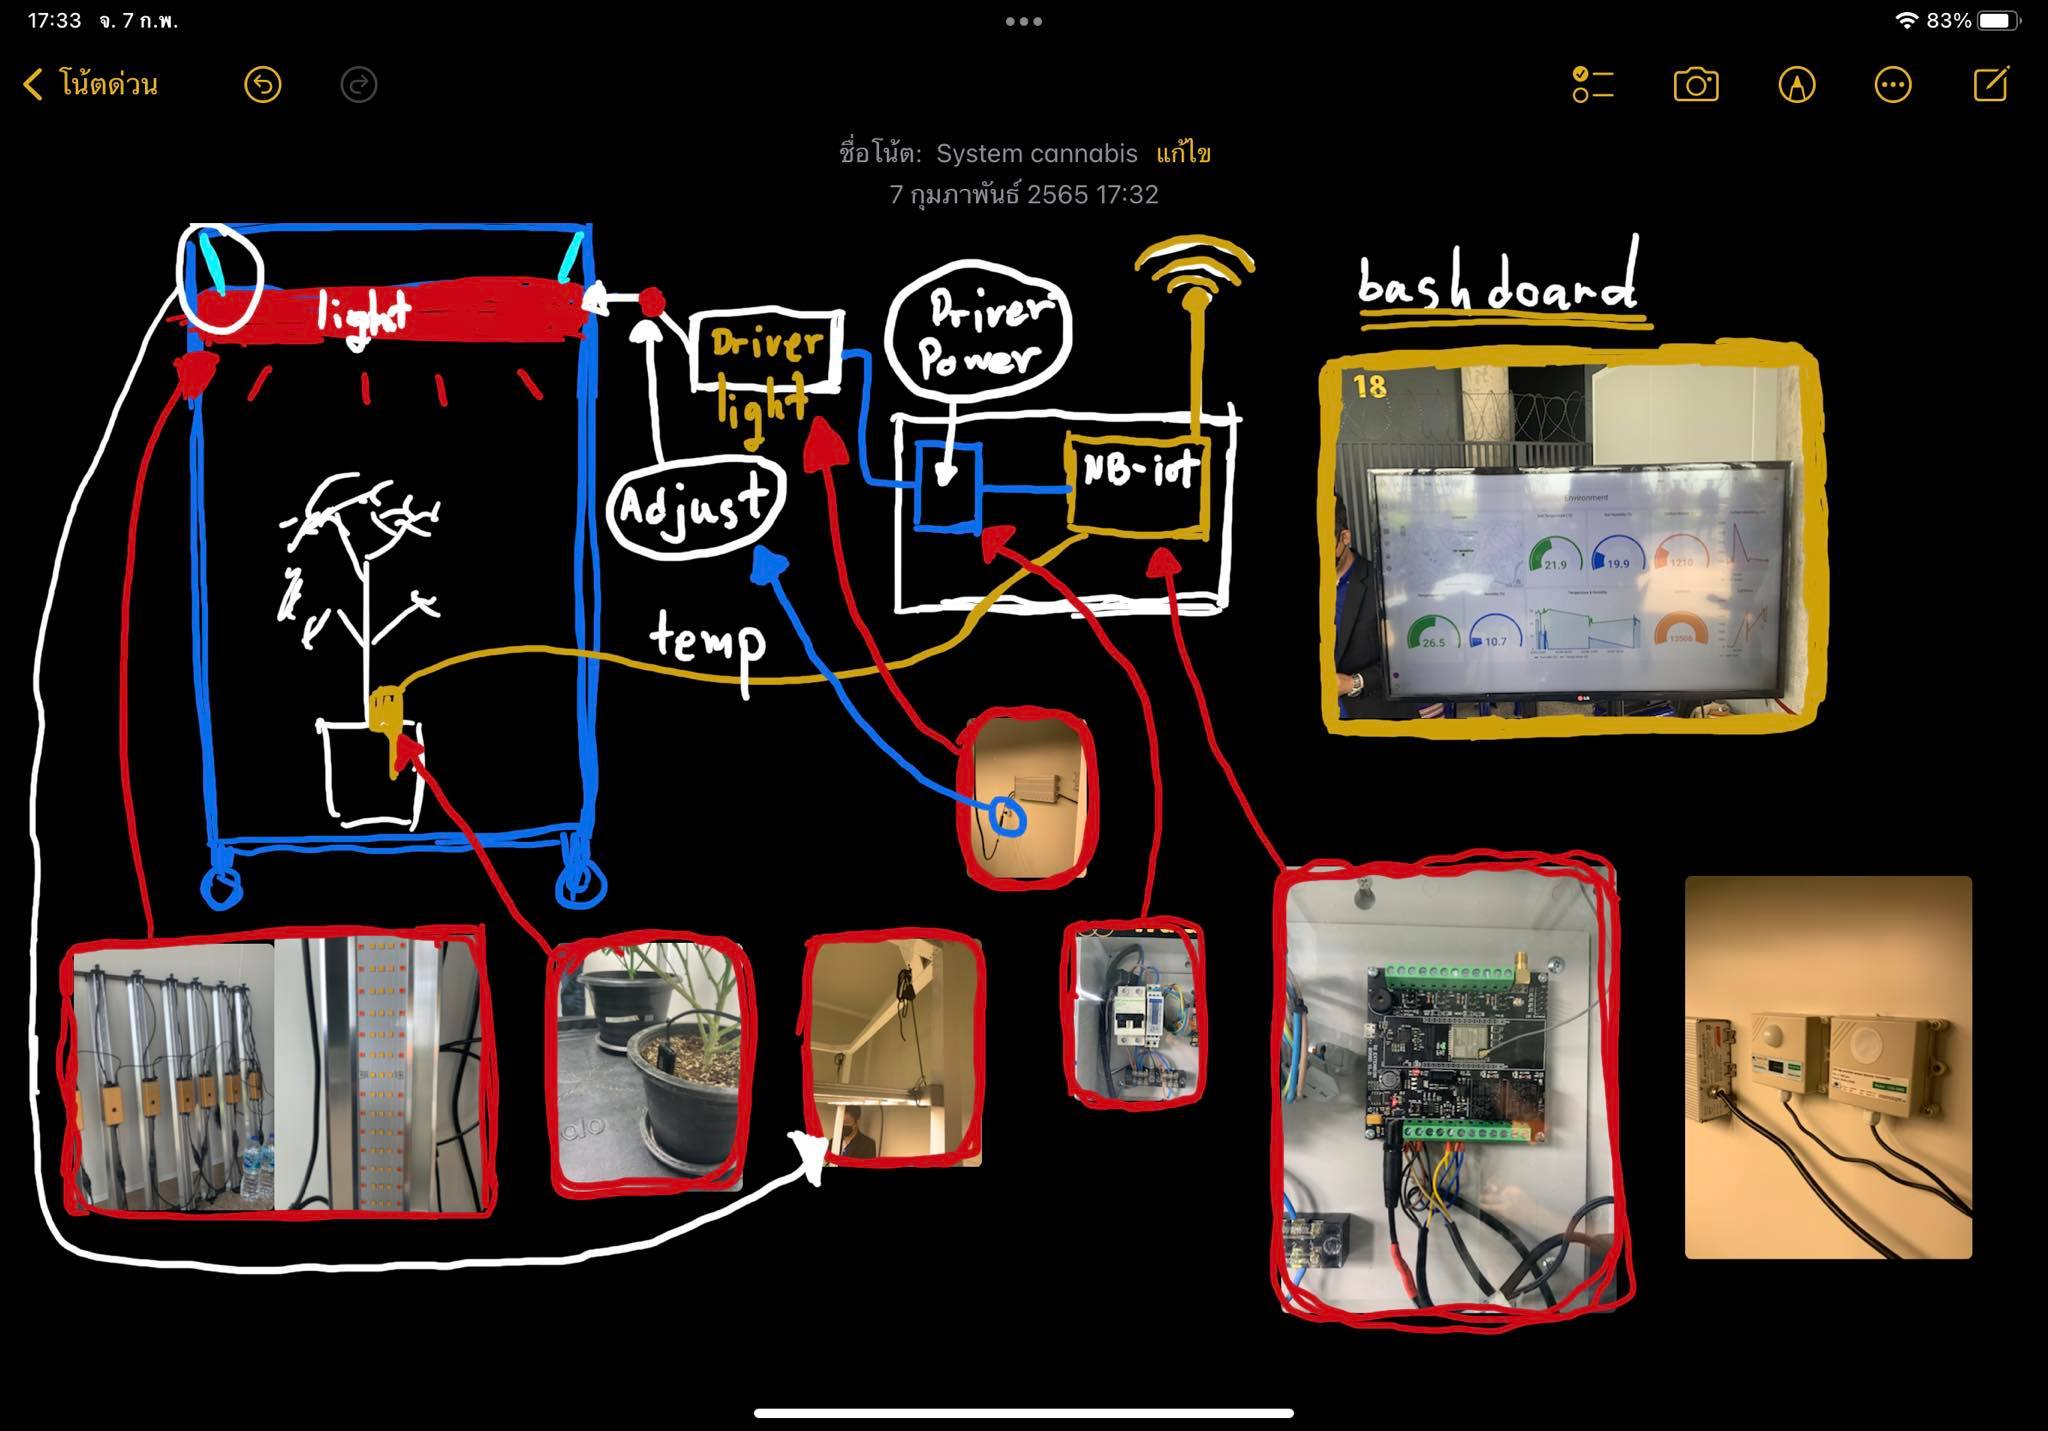 17:33 จ. 7 ก.พ.
83%
โน้ตด่วน
ชื่อโน้ต: System cannabis แก้ไข
7 กุมภาพันธ์ 2565 17:32
light
Driver
light
Driver
Power
NB-iot
Adjust
temp
bashdoard
18
Environment
21.9
19.9
1210
26.5
10.7
13506
LG